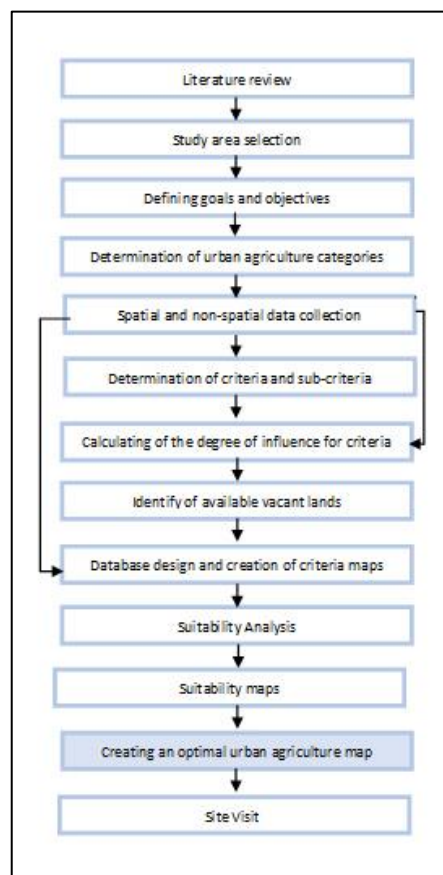 Literature review
Study area selection
Defining goals and objectives
Determination of urban agriculture categories
Spatial and non-spatial data collection
Determination of criteria and sub-criteria
Calculating of the degree of influence for criteria
Identify of available vacant lands
Database design and creation of criteria maps
Suitability Analysis
Suitability maps
Creating an optimal urban agriculture map
Site Visit